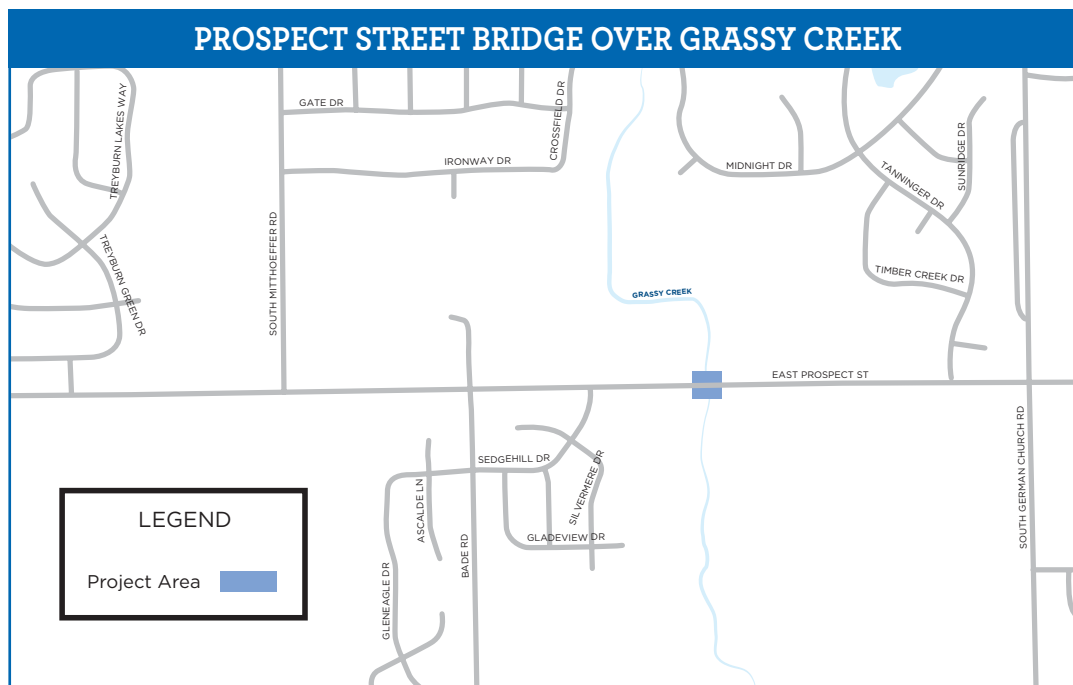 PROSPECT STREET BRIDGE OVER GRASSY CREEK
TREYBURN LAKES WAY
GATE DR
CROSSFIELD DR
IRONWAY DR
MIDNIGHT DR
SUNRIDGE DR
TANNINGER DR
TREYBURN GREEN DR
SOUTH MITTHOEFFER RD
TIMBER CREEK DR
GRASSY CREEK
EAST PROSPECT ST
SEDGEHILL DR
SILVERMERE DR
ASCALDE LN
SOUTH GERMAN CHURCH RD
GLADEVIEW DR
BADE RD
GLENEAGLE DR
LEGEND
Project Area